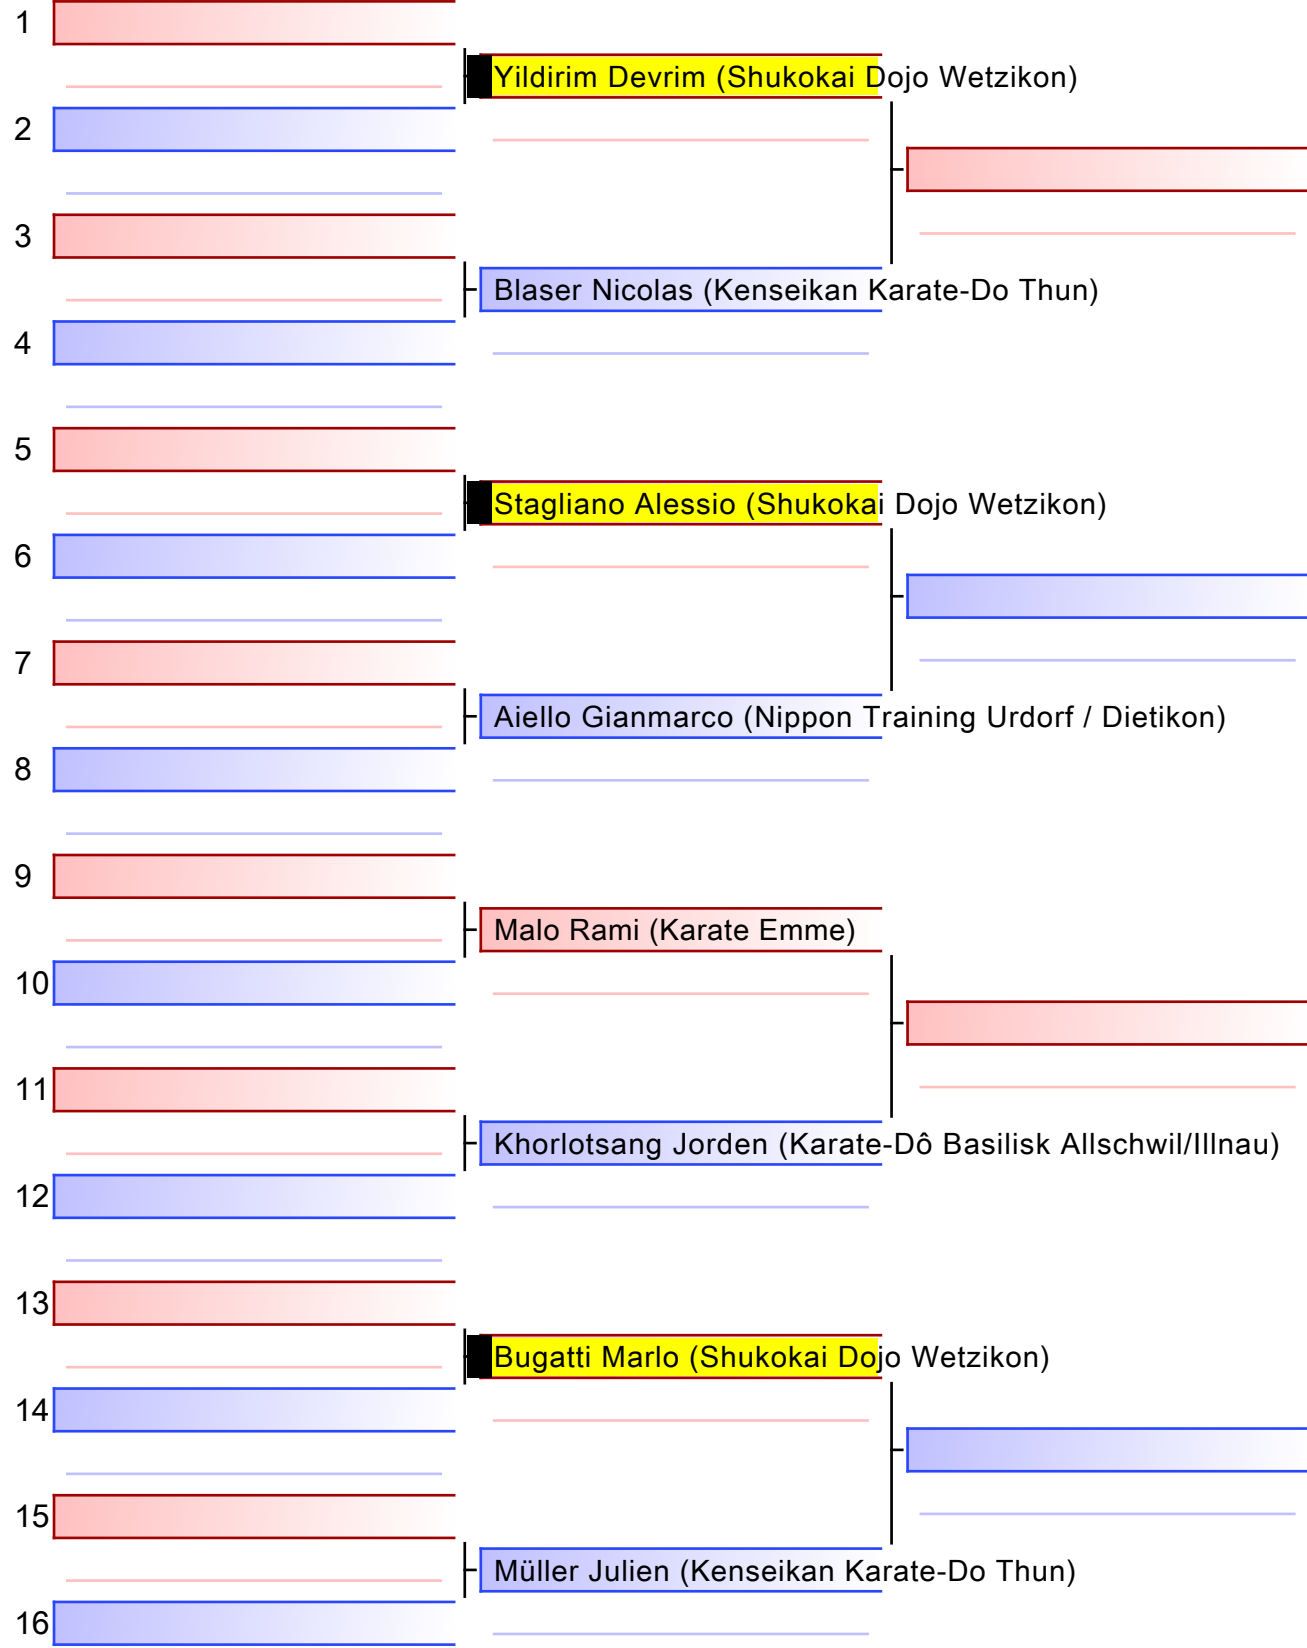 1
Yildirim Devrim (Shukokai Dojo Wetzikon)
2
3
Blaser Nicolas (Kenseikan Karate-Do Thun)
4
5
Stagliano Alessio (Shukokai Dojo Wetzikon)
6
7
Aiello Gianmarco (Nippon Training Urdorf / Dietikon)
8
9
Malo Rami (Karate Emme)
10
11
Khorlotsang Jorden (Karate-Dô Basilisk Allschwil/Illnau)
12
13
Bugatti Marlo (Shukokai Dojo Wetzikon)
14
15
Müller Julien (Kenseikan Karate-Do Thun)
16